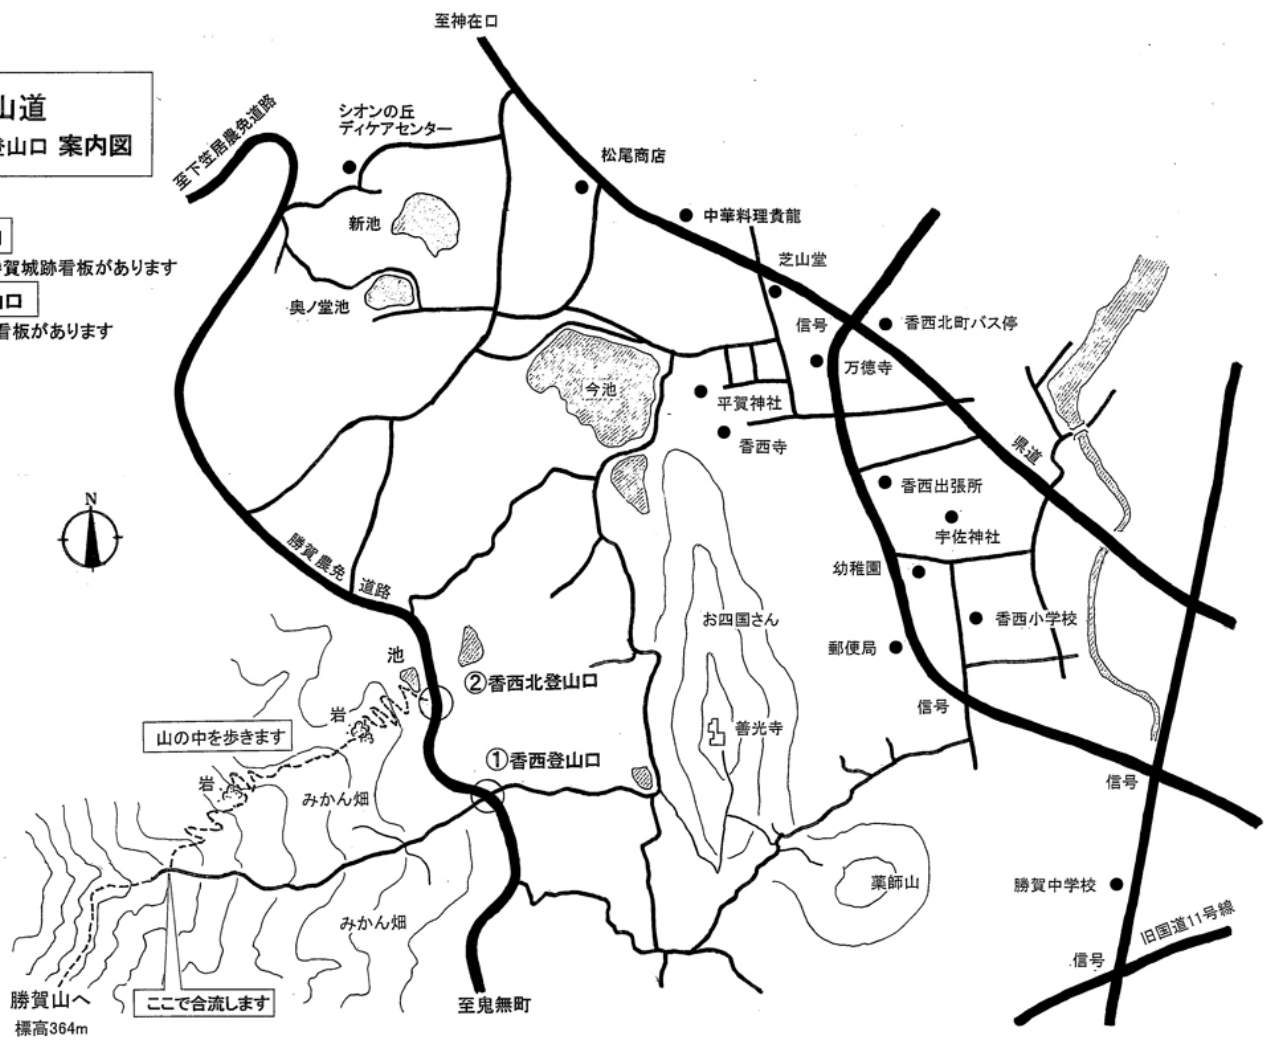 至神在口
山道
登山口 案内図
至下笠居農免道路
シオンの丘
ディケアセンター
松尾商店
中華料理貴龍
新池
賀城跡看板があります
芝山堂
奥ノ堂池
口
看板があります
信号
香西北町バス停
万徳寺
今池
平賀神社
香西寺
県道
香西出張所
宇佐神社
N
勝賀農免
道路
幼稚園
お四国さん
香西小学校
郵便局
池
②香西北登山口
岩
信号
善光寺
山の中を歩きます
①香西登山口
岩
みかん畑
信号
薬師山
勝賀中学校
みかん畑
旧国道11号線
信号
勝賀山へ
標高364m
ここで合流します
至鬼無町